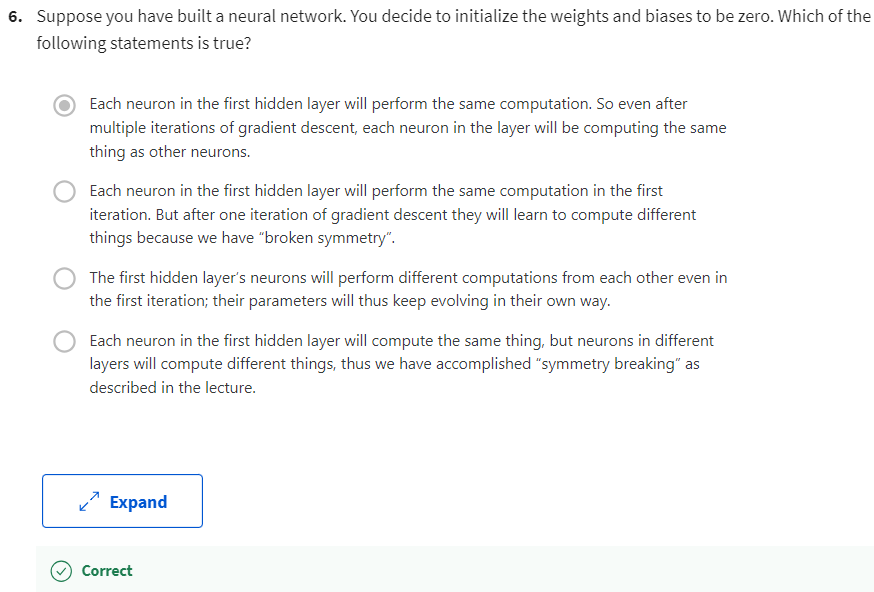 6. Suppose you have built a neural network. You decide to initialize the weights and biases to be zero. Which of the
following statements is true?
Each neuron in the first hidden layer will perform the same computation. So even after
multiple iterations of gradient descent, each neuron in the layer will be computing the same
thing as other neurons.
Each neuron in the first hidden layer will perform the same computation in the first
iteration. But after one iteration of gradient descent they will learn to compute different
things because we have “broken symmetry”.
The first hidden layer’s neurons will perform different computations from each other even in
the first iteration; their parameters will thus keep evolving in their own way.
Each neuron in the first hidden layer will compute the same thing, but neurons in different
layers will compute different things, thus we have accomplished “symmetry breaking” as
described in the lecture.
Expand
Correct